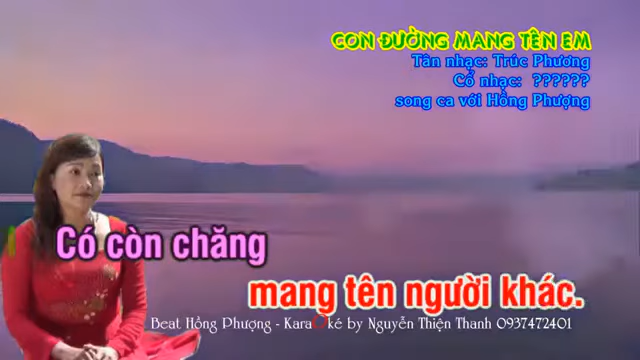 CON ĐƯỜNG MANG TÊN EM
Tân nhạc: Trúc Phương
Cổ nhạc: ??????
song ca với Hồng Phượng
Có còn chăng
mang tên người khác.
Beat Hồng Phượng - KaraOké by Nguyễn Thiện Thanh 0937472401